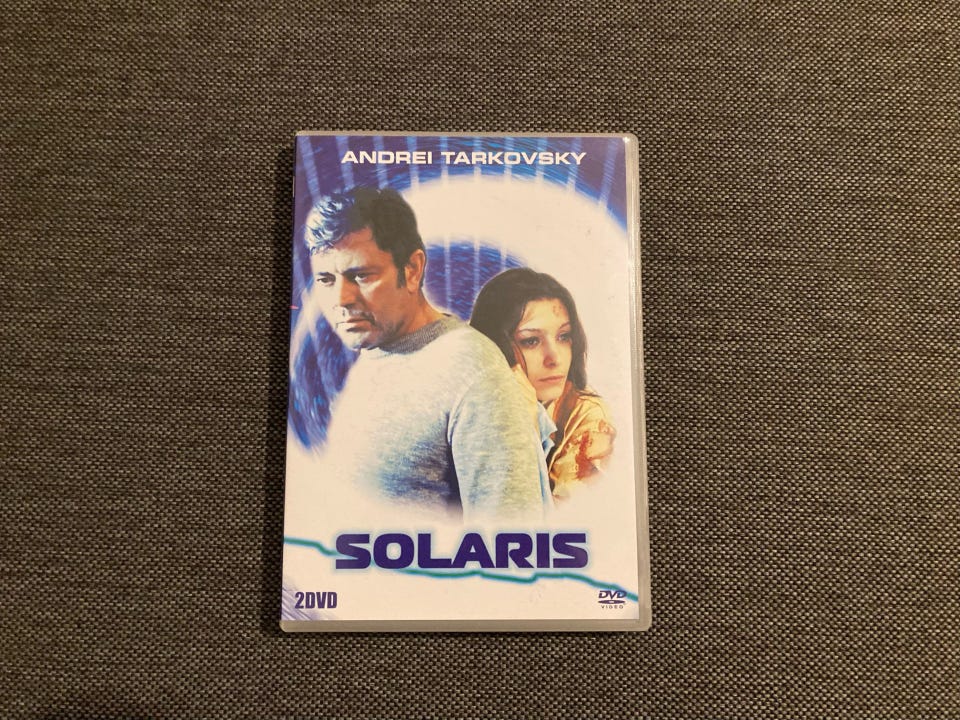 ANDREI TARKOVSKY
SOLARIS
2DVD
DVD
VIDEO